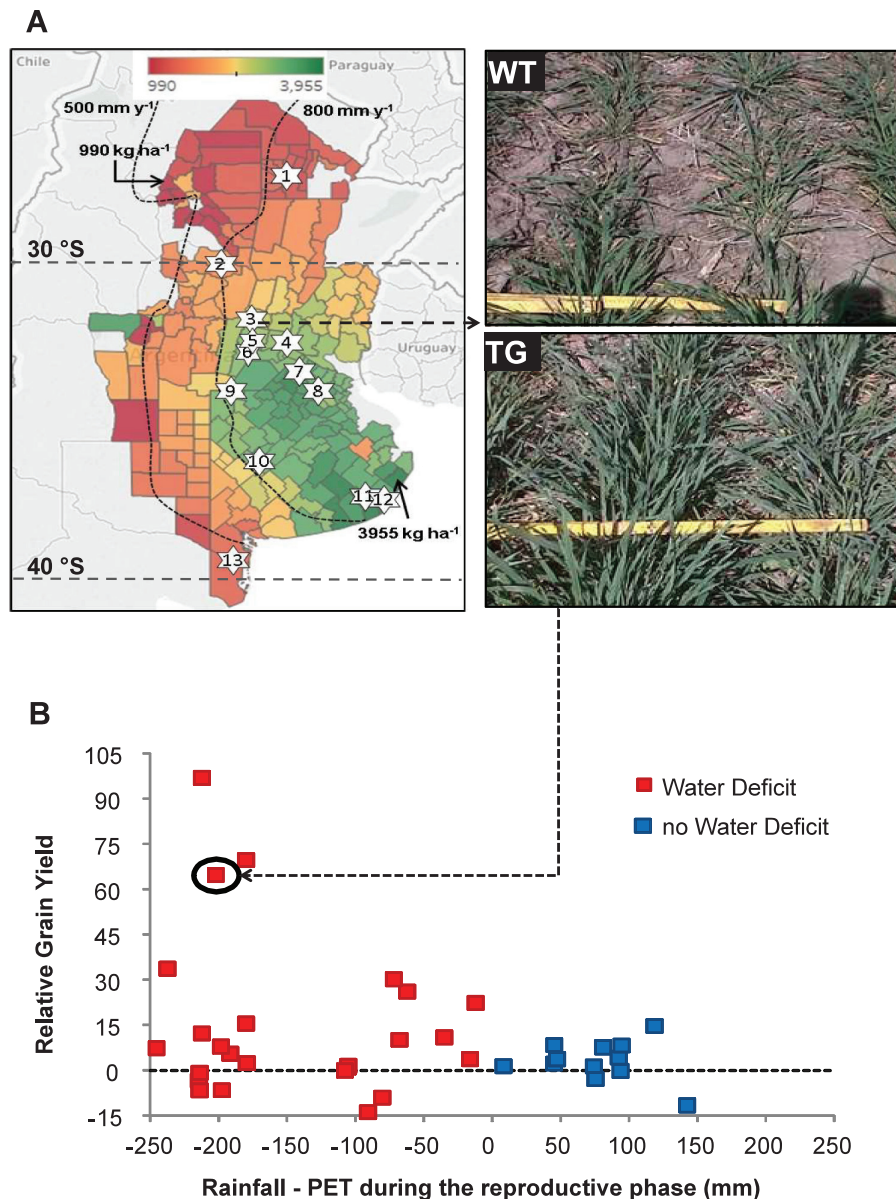 A
Chile
Paraguay
990
3,955
500 mm y-1
800 mm y-1
990 kg ha-1
1
30 °S
2
3
Argentina
5
4
6
Uruguay
7
9
8
10
11
12
3955 kg ha-1
13
40 °S
WT
TG
B
105
90
75
60
45
30
15
0
-15
Relative Grain Yield
Water Deficit
no Water Deficit
-250 -200 -150 -100 -50 0 50 100 150 200 250
Rainfall - PET during the reproductive phase (mm)